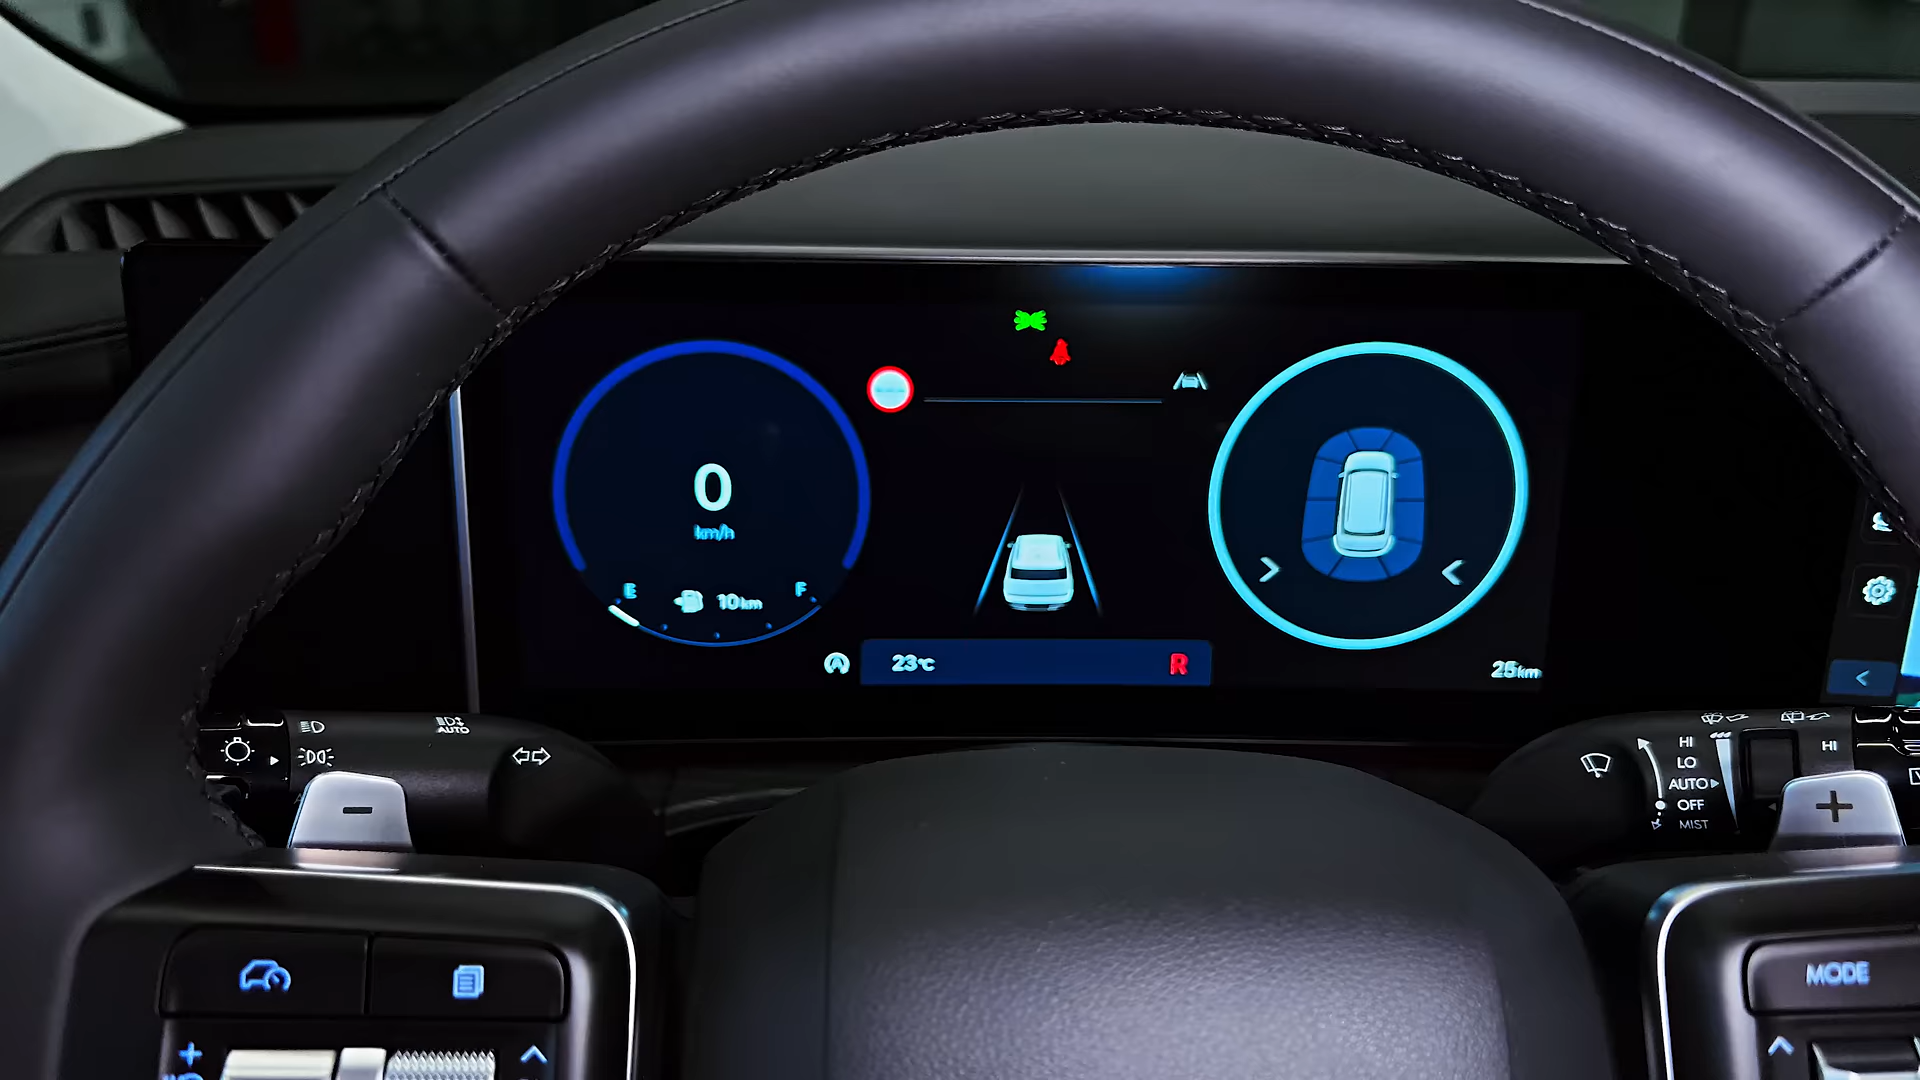 0
km/h
E
10km
F
23°C
R
25km
AUTO
HI
LO
AUTO
OFF
MIST
HI
−
+
MODE
+